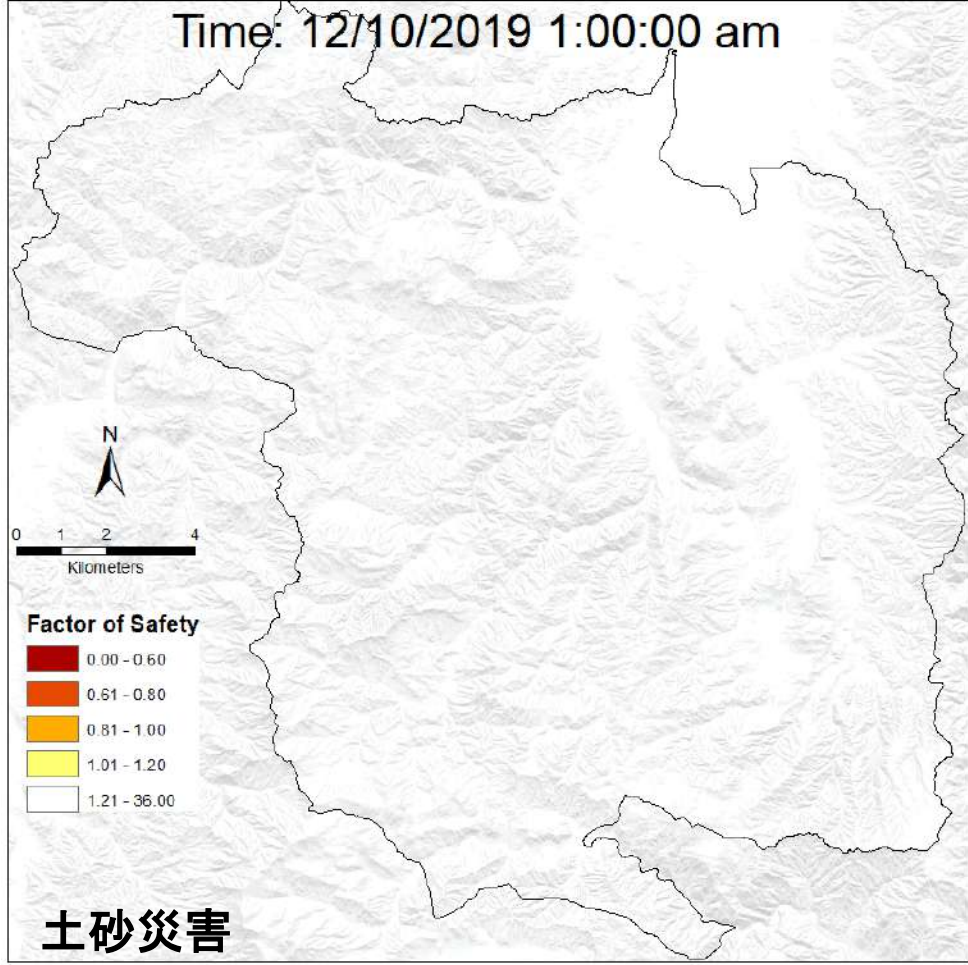 Time: 12/10/2019 1:00:00 am
N
0 1 2 4
Kilometers
Factor of Safety
0.00 - 0.60
0.61 - 0.80
0.81 - 1.00
1.01 - 1.20
1.21 - 36.00
土砂災害